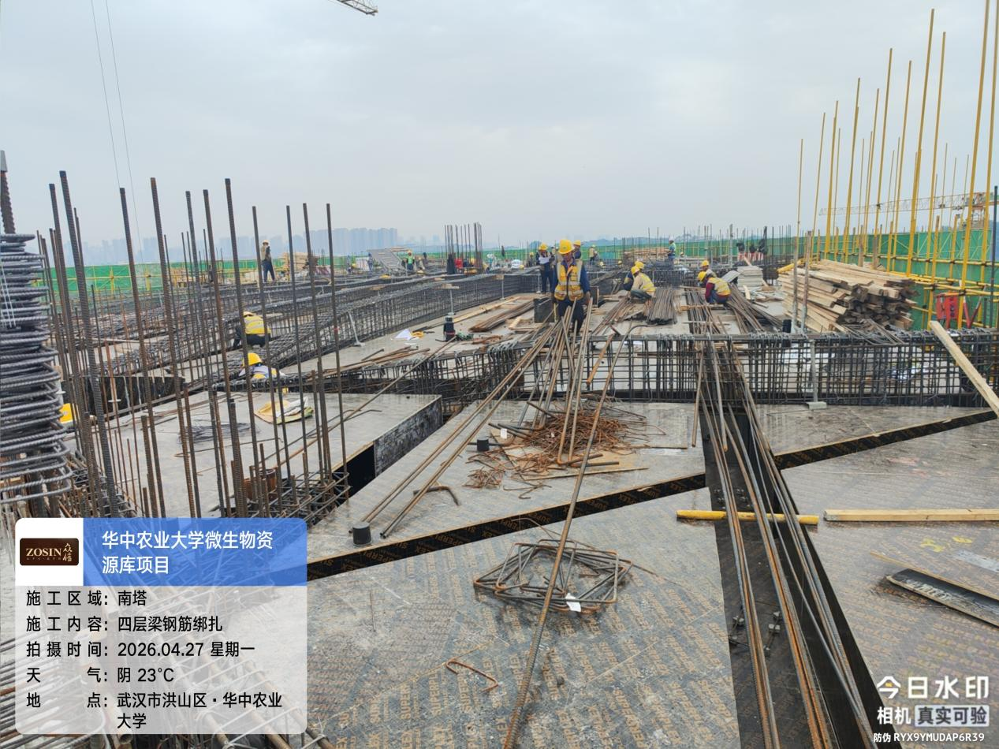 ZOSIN 众信
华中农业大学微生物资
源库项目
施工区域：南塔
施工内容：四层梁钢筋绑扎
拍摄时间：2026.04.27 星期一
天气：阴 23°C
地点：武汉市洪山区·华中农业
大学
今日水印
相机 真实可验
防伪 RYX9YMUDAP6R39